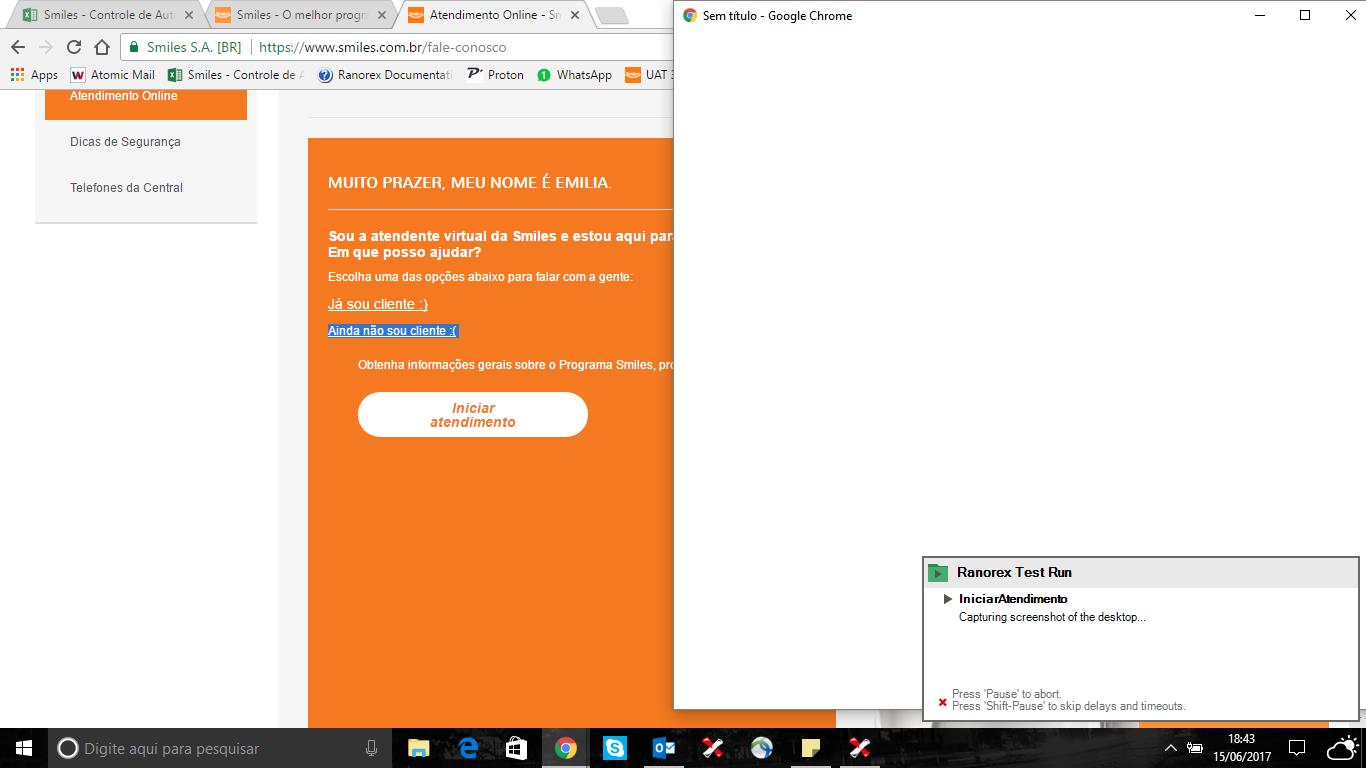 Smiles - Controle de Aut
Smiles - O melhor progr
Atendimento Online - Sm
Smiles S.A. [BR]
https://www.smiles.com.br/fale-conosco
Apps
Atomic Mail
Smiles - Controle de A
Ranorex Documentati
Proton
WhatsApp
UAT 3
Atendimento Online
Dicas de Segurança
Telefones da Central
MUITO PRAZER, MEU NOME É EMILIA.
Sou a atendente virtual da Smiles e estou aqui para
Em que posso ajudar?
Escolha uma das opções abaixo para falar com a gente:
Já sou cliente :)
Ainda não sou cliente :(
Obtenha informações gerais sobre o Programa Smiles, pro
Iniciar
atendimento
Sem título - Google Chrome
Ranorex Test Run
IniciarAtendimento
Capturing screenshot of the desktop...
Press 'Pause' to abort.
Press 'Shift-Pause' to skip delays and timeouts.
Digite aqui para pesquisar
18:43
15/06/2017